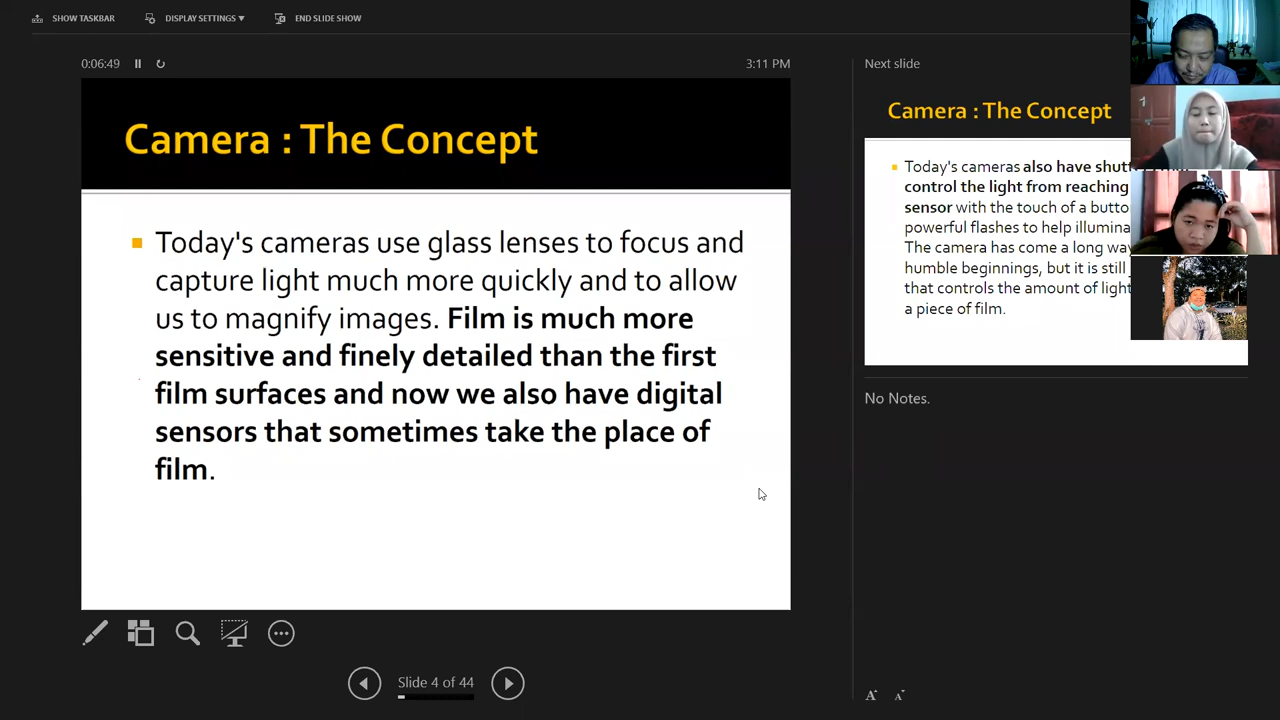 SHOW TASKBAR
DISPLAY SETTINGS ▼
END SLIDE SHOW
0:06:49
3:11 PM
Camera : The Concept
Today's cameras use glass lenses to focus and
capture light much more quickly and to allow
us to magnify images. Film is much more
sensitive and finely detailed than the first
film surfaces and now we also have digital
sensors that sometimes take the place of
film.
Slide 4 of 44
Next slide
Camera : The Concept
Today's cameras also have
control the light from reaching
sensor with the touch of a
powerful flashes to help
The camera has come a long
humble beginnings, but it is still
that controls the amount of
a piece of film.
No Notes.
A
A